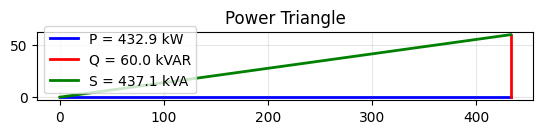 Power Triangle
P = 432.9 kW
Q = 60.0 kVAR
S = 437.1 kVA
50
0
0
100
200
300
400